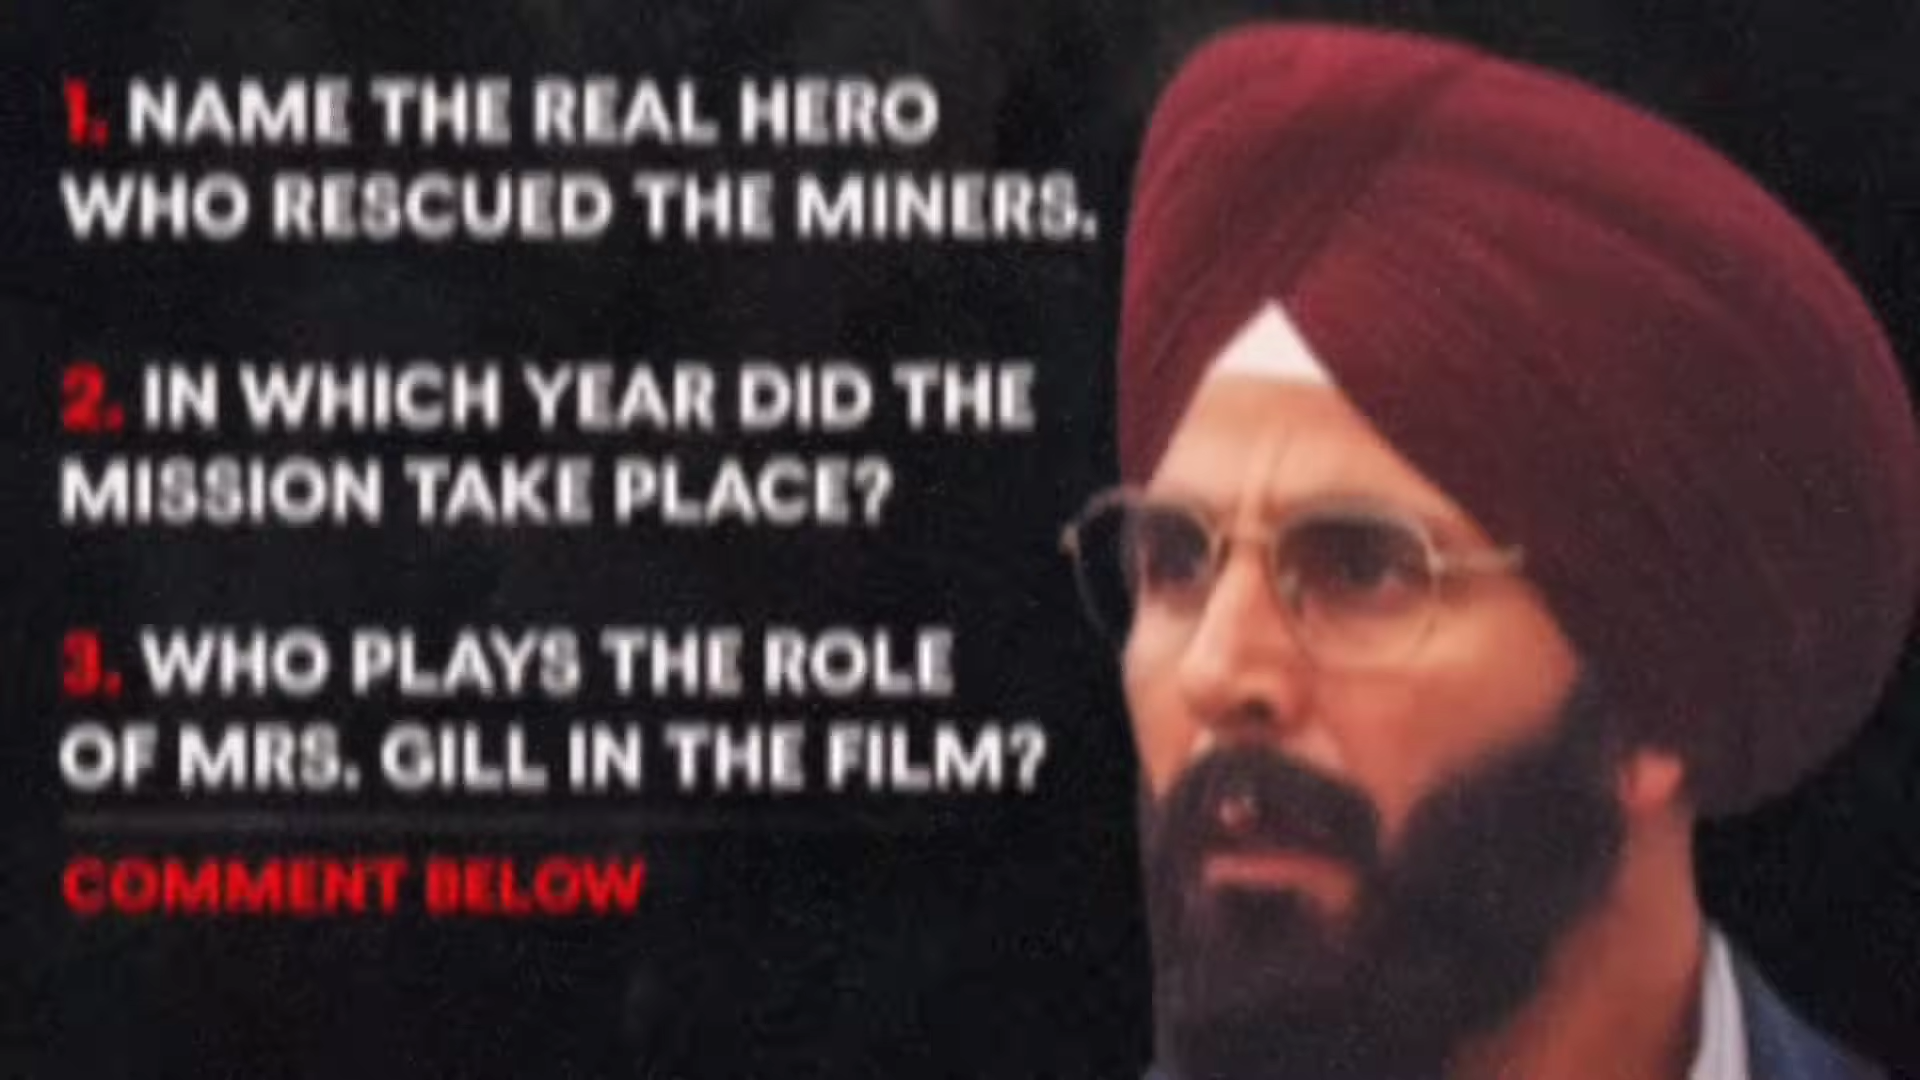 1. NAME THE REAL HERO
WHO RESCUED THE MINERS.
2. IN WHICH YEAR DID THE
MISSION TAKE PLACE?
3. WHO PLAYS THE ROLE
OF MRS. GILL IN THE FILM?
COMMENT BELOW